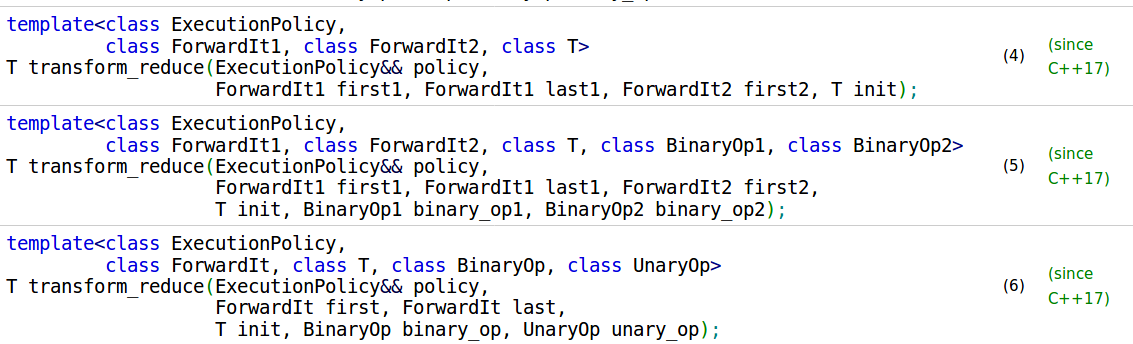 template<class ExecutionPolicy,
         class ForwardIt1, class ForwardIt2, class T>
T transform_reduce(ExecutionPolicy&& policy,
                   ForwardIt1 first1, ForwardIt1 last1, ForwardIt2 first2, T init);
(4)
(since
C++17)
template<class ExecutionPolicy,
         class ForwardIt1, class ForwardIt2, class T, class BinaryOp1, class BinaryOp2>
T transform_reduce(ExecutionPolicy&& policy,
                   ForwardIt1 first1, ForwardIt1 last1, ForwardIt2 first2,
                   T init, BinaryOp1 binary_op1, BinaryOp2 binary_op2);
(5)
(since
C++17)
template<class ExecutionPolicy,
         class ForwardIt, class T, class BinaryOp, class UnaryOp>
T transform_reduce(ExecutionPolicy&& policy,
                   ForwardIt first, ForwardIt last,
                   T init, BinaryOp binary_op, UnaryOp unary_op);
(6)
(since
C++17)